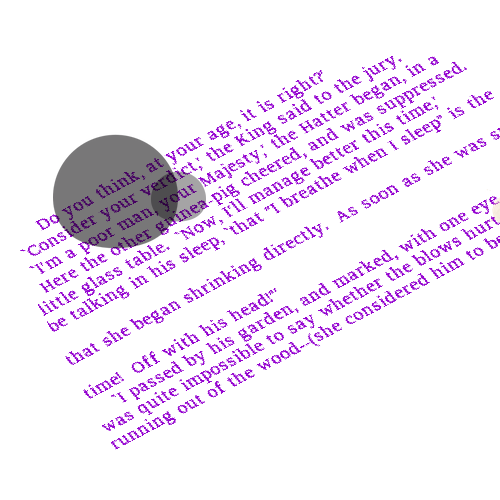 Do you think, at your age, it is right?'
`Consider your verdict,' the King said to the jury.
`I'm a poor man, your Majesty,' the Hatter began, in a
Here the other guinea-pig cheered, and was suppressed.
little glass table. `Now, I'll manage better this time,'
be talking in his sleep, `that "I breathe when I sleep" is the
that she began shrinking directly. As soon as she was
time! Off with his head!"'
`"I passed by his garden, and marked, with one eye,
was quite impossible to say whether the blows hurt
running out of the wood--(she considered him to be